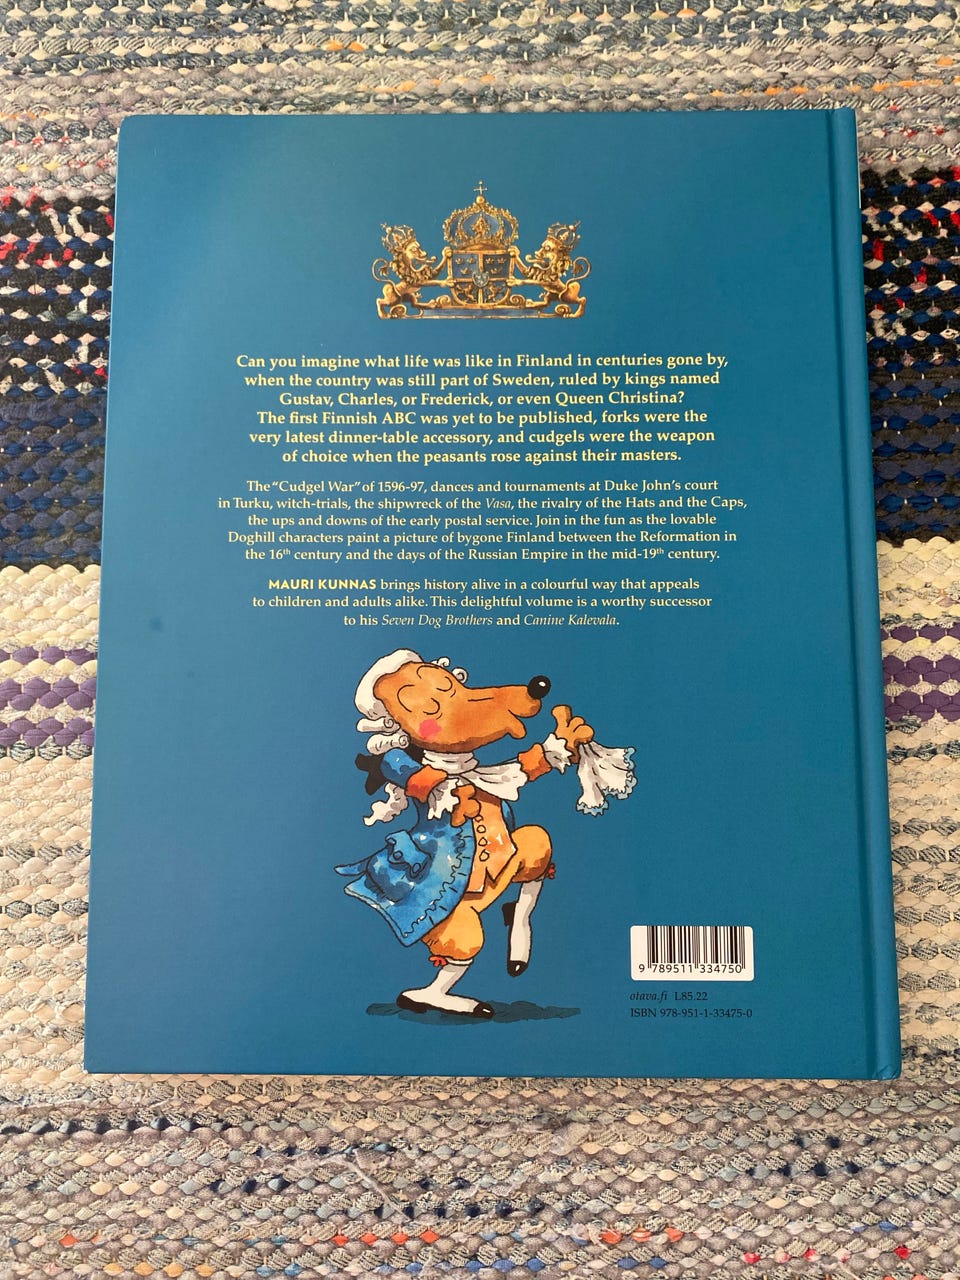 Can you imagine what life was like in Finland in centuries gone by,
when the country was still part of Sweden, ruled by kings named
Gustav, Charles, or Frederick, or even Queen Christina?
The first Finnish ABC was yet to be published, forks were the
very latest dinner-table accessory, and cudgels were the weapon
of choice when the peasants rose against their masters.
The “Cudgel War” of 1596-97, dances and tournaments at Duke John’s court
in Turku, witch-trials, the shipwreck of the Vasa, the rivalry of the Hats and the Caps,
the ups and downs of the early postal service. Join in the fun as the lovable
Doghill characters paint a picture of bygone Finland between the Reformation in
the 16th century and the days of the Russian Empire in the mid-19th century.
MAURI KUNNAS brings history alive in a colourful way that appeals
to children and adults alike. This delightful volume is a worthy successor
to his Seven Dog Brothers and Canine Kalevala.
9 789511 334750
otava.fi L85.22
ISBN 978-951-1-33475-0